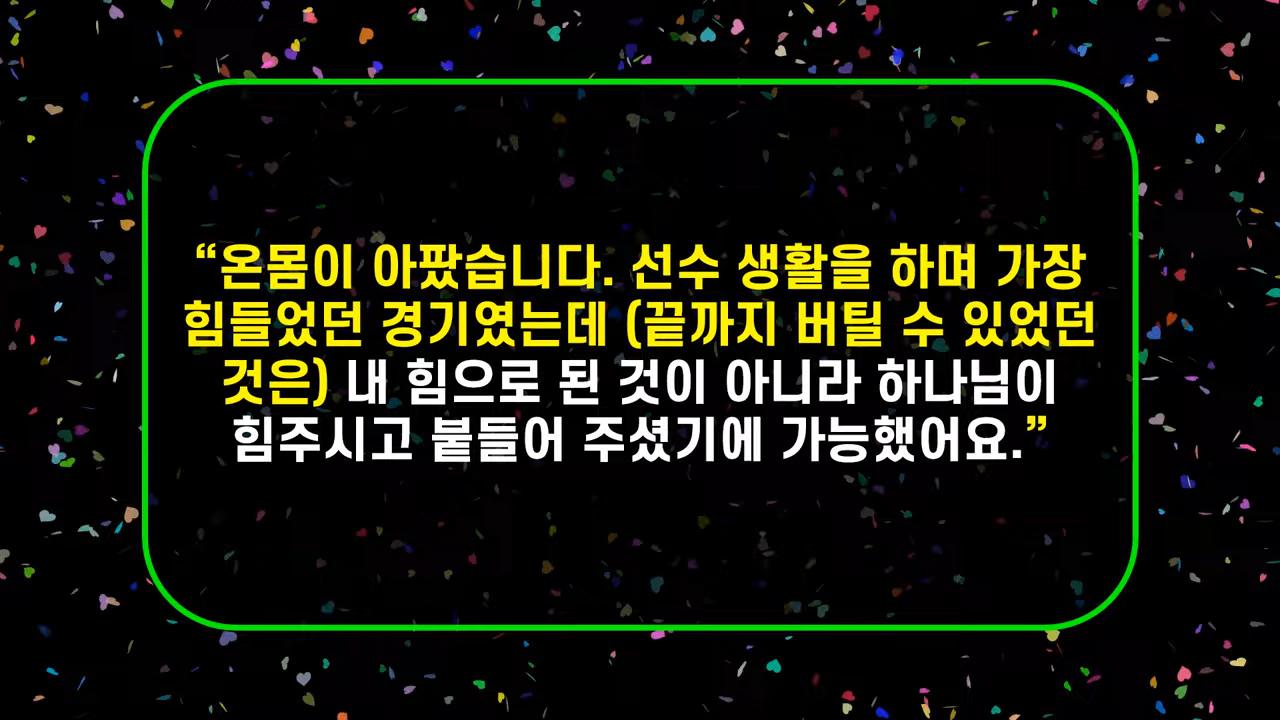 “온몸이 아팠습니다. 선수 생활을 하며 가장
힘들었던 경기였는데 (끝까지 버틸 수 있었던
것은) 내 힘으로 된 것이 아니라 하나님이
힘주시고 붙들어 주셨기에 가능했어요.”